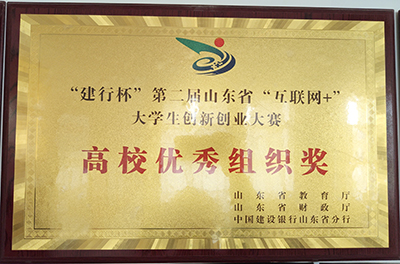 “建行杯”第二届山东省“互联网+”
大学生创新创业大赛
高校优秀组织奖
山东省教育厅
山东省财政厅
中国建设银行山东省分行